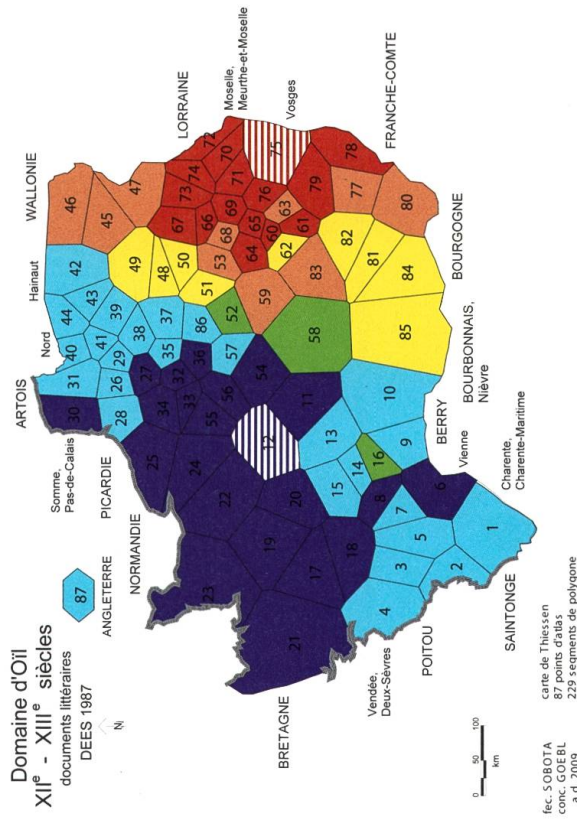 Domaine d'Oïl
XIIe - XIIIe siècles
documents littéraires
DEES 1987
N
87
ANGLETERRE
NORMANDIE
PICARDIE
Somme,
Pas-de-Calais
ARTOIS
Nord
Hainaut
WALLONIE
LORRAINE
Moselle,
Meurthe-et-Moselle
Vosges
FRANCHE-COMTE
BOURGOGNE
BOURBONNAIS,
Nièvre
BERRY
Vienne
Charente,
Charente-Maritime
SAINTONGE
POITOU
Vendée,
Deux-Sèvres
BRETAGNE
30
31
40
44
42
46
45
47
28
26
41
43
29
39
49
25
27
38
48
50
67
73
74
72
34
32
35
37
66
70
24
33
36
86
51
53
68
69
71
75
23
22
55
56
57
52
64
65
76
12
54
59
62
60
63
61
79
78
21
19
20
11
58
83
82
77
17
18
13
10
85
81
84
80
15
14
16
9
8
7
6
4
3
5
2
1
0
50
100
km
fec. SOBOTA
conc. GOEBL
a.d. 2009
carte de Thiessen
87 points d'atlas
229 segments de polygone